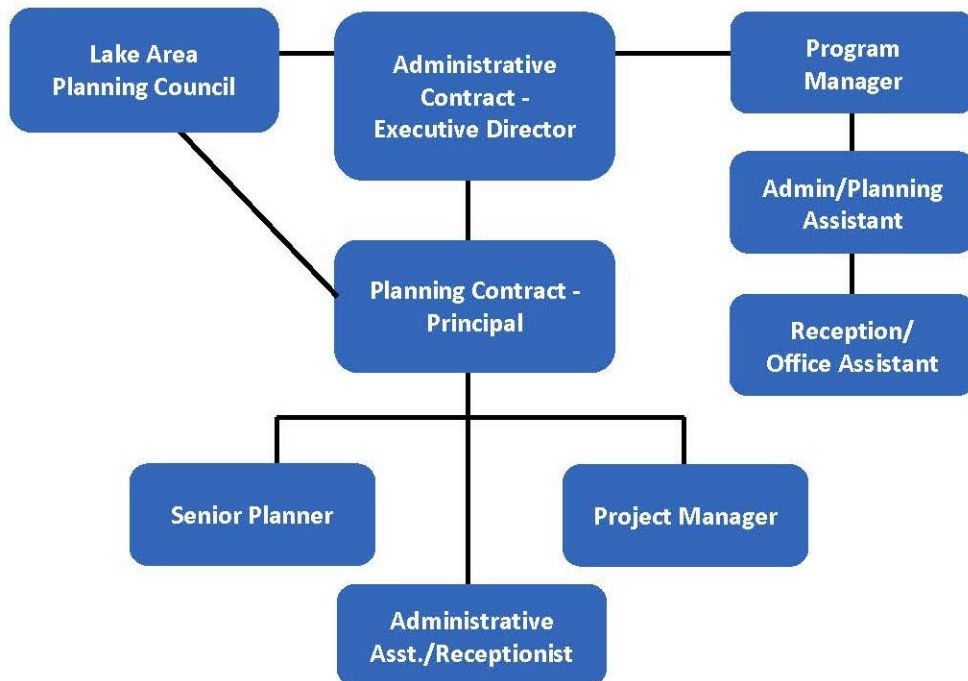 Lake Area
Planning Council
Administrative
Contract -
Executive Director
Program
Manager
Admin/Planning
Assistant
Planning Contract -
Principal
Reception/
Office Assistant
Senior Planner
Project Manager
Administrative
Asst./Receptionist